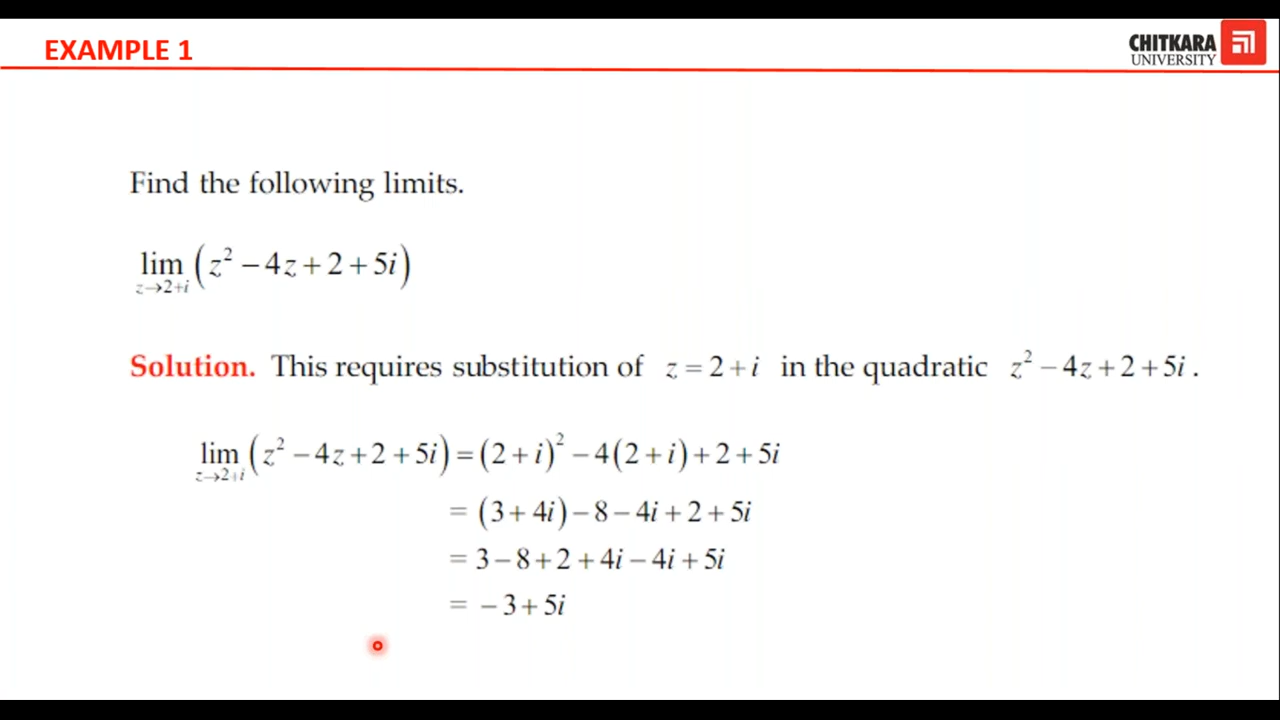 EXAMPLE 1
CHITKARA
UNIVERSITY
Find the following limits.
lim z→2+i (z² − 4z + 2 + 5i)
Solution. This requires substitution of z = 2 + i in the quadratic z² − 4z + 2 + 5i .
lim z→2+i (z² − 4z + 2 + 5i) = (2 + i)² − 4(2 + i) + 2 + 5i
= (3 + 4i) − 8 − 4i + 2 + 5i
= 3 − 8 + 2 + 4i − 4i + 5i
= − 3 + 5i